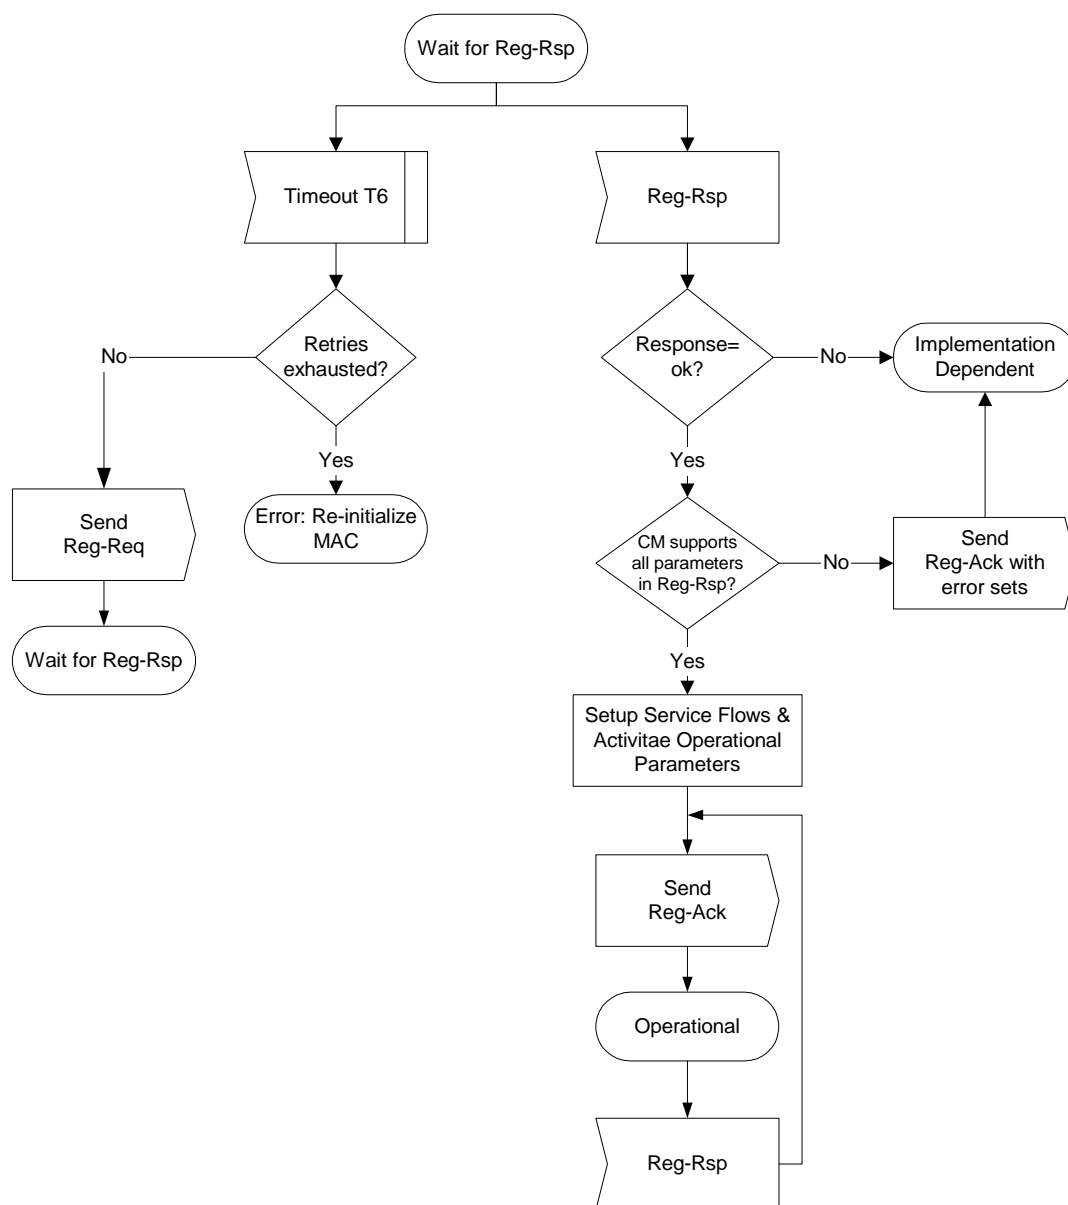 Wait for Reg-Rsp
Timeout T6
Reg-Rsp
Retries
exhausted?
Response=
ok?
No
No
Implementation
Dependent
Yes
Yes
Send
Reg-Req
Error: Re-initialize
MAC
CM supports
all parameters
in Reg-Rsp?
No
Send
Reg-Ack with
error sets
Wait for Reg-Rsp
Yes
Setup Service Flows &
Activitae Operational
Parameters
Send
Reg-Ack
Operational
Reg-Rsp